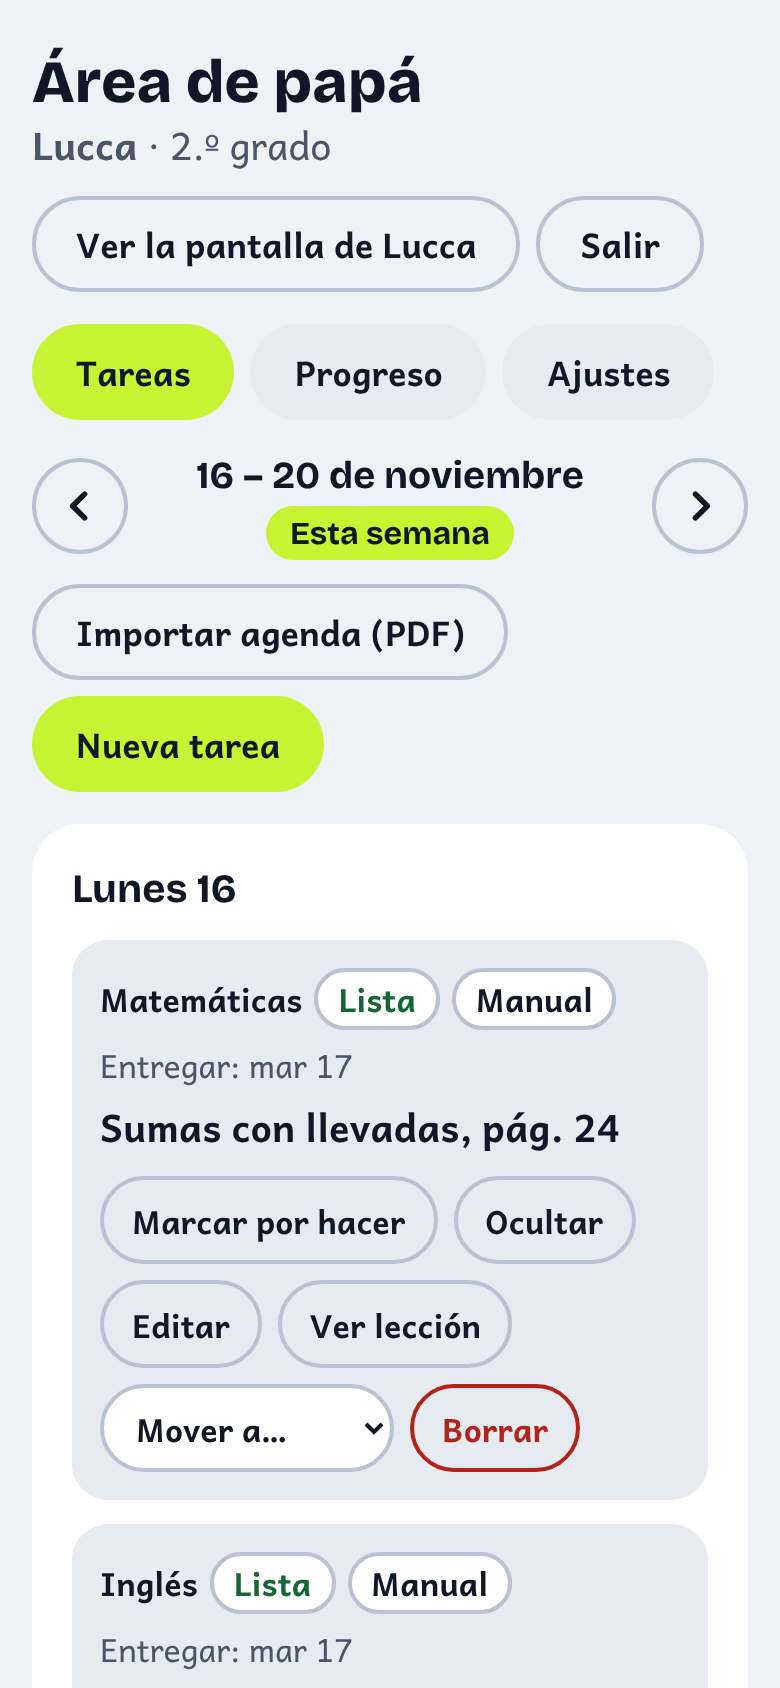 Área de papá
Lucca · 2.º grado
Ver la pantalla de Lucca Salir
Tareas Progreso Ajustes
16 – 20 de noviembre
Esta semana
Importar agenda (PDF)
Nueva tarea
Lunes 16
Matemáticas Lista Manual
Entregar: mar 17
Sumas con llevadas, pág. 24
Marcar por hacer Ocultar
Editar Ver lección
Mover a... Borrar
Inglés Lista Manual
Entregar: mar 17